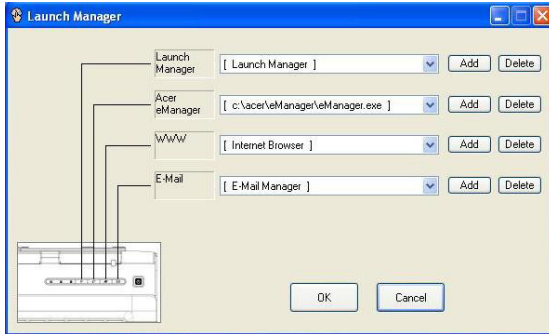 Launch Manager
Launch Manager
[ Launch Manager ]
Add
Delete
Acer eManager
[ c:\acer\eManager\eManager.exe ]
Add
Delete
WWW
[ Internet Browser ]
Add
Delete
E-Mail
[ E-Mail Manager ]
Add
Delete
OK
Cancel